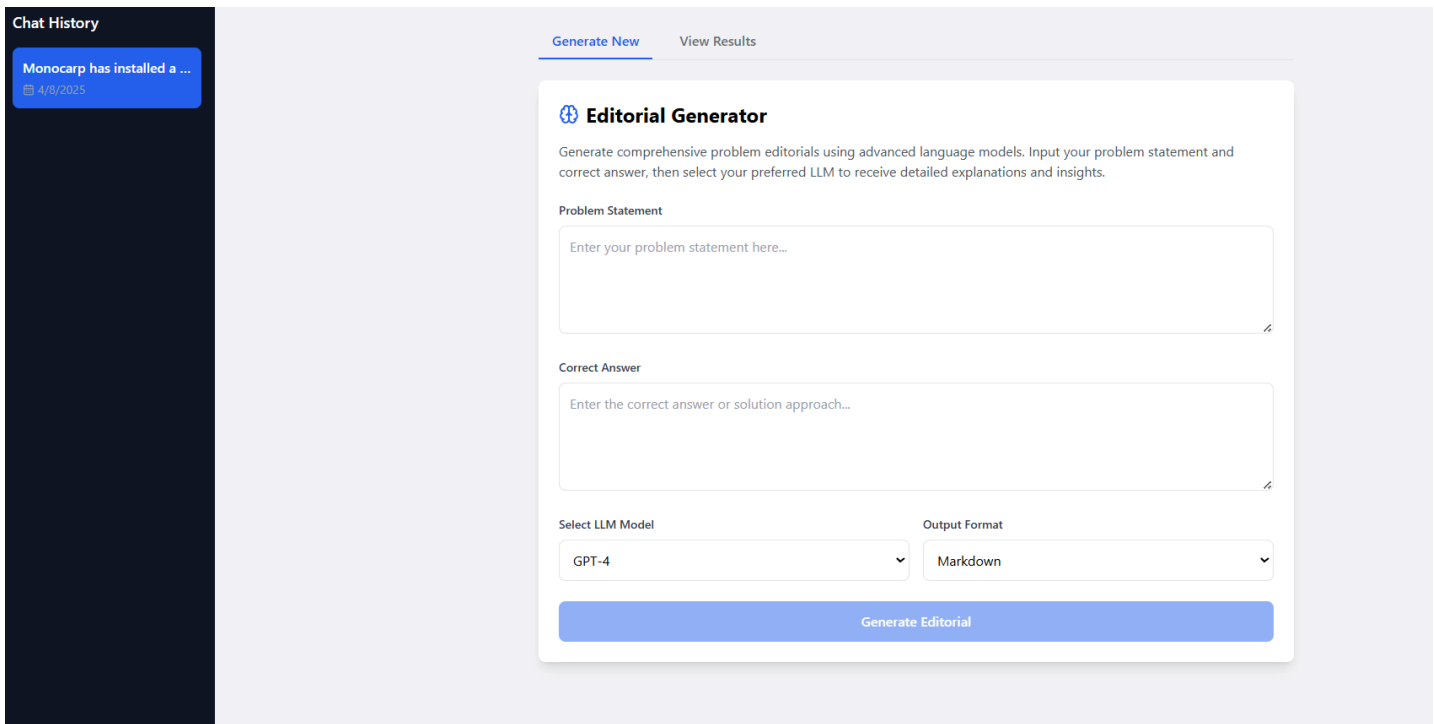 Chat History
Monocarp has installed a ...
4/8/2025
Generate New
View Results
Editorial Generator
Generate comprehensive problem editorials using advanced language models. Input your problem statement and
correct answer, then select your preferred LLM to receive detailed explanations and insights.
Problem Statement
Enter your problem statement here...
Correct Answer
Enter the correct answer or solution approach...
Select LLM Model
Output Format
GPT-4
Markdown
Generate Editorial